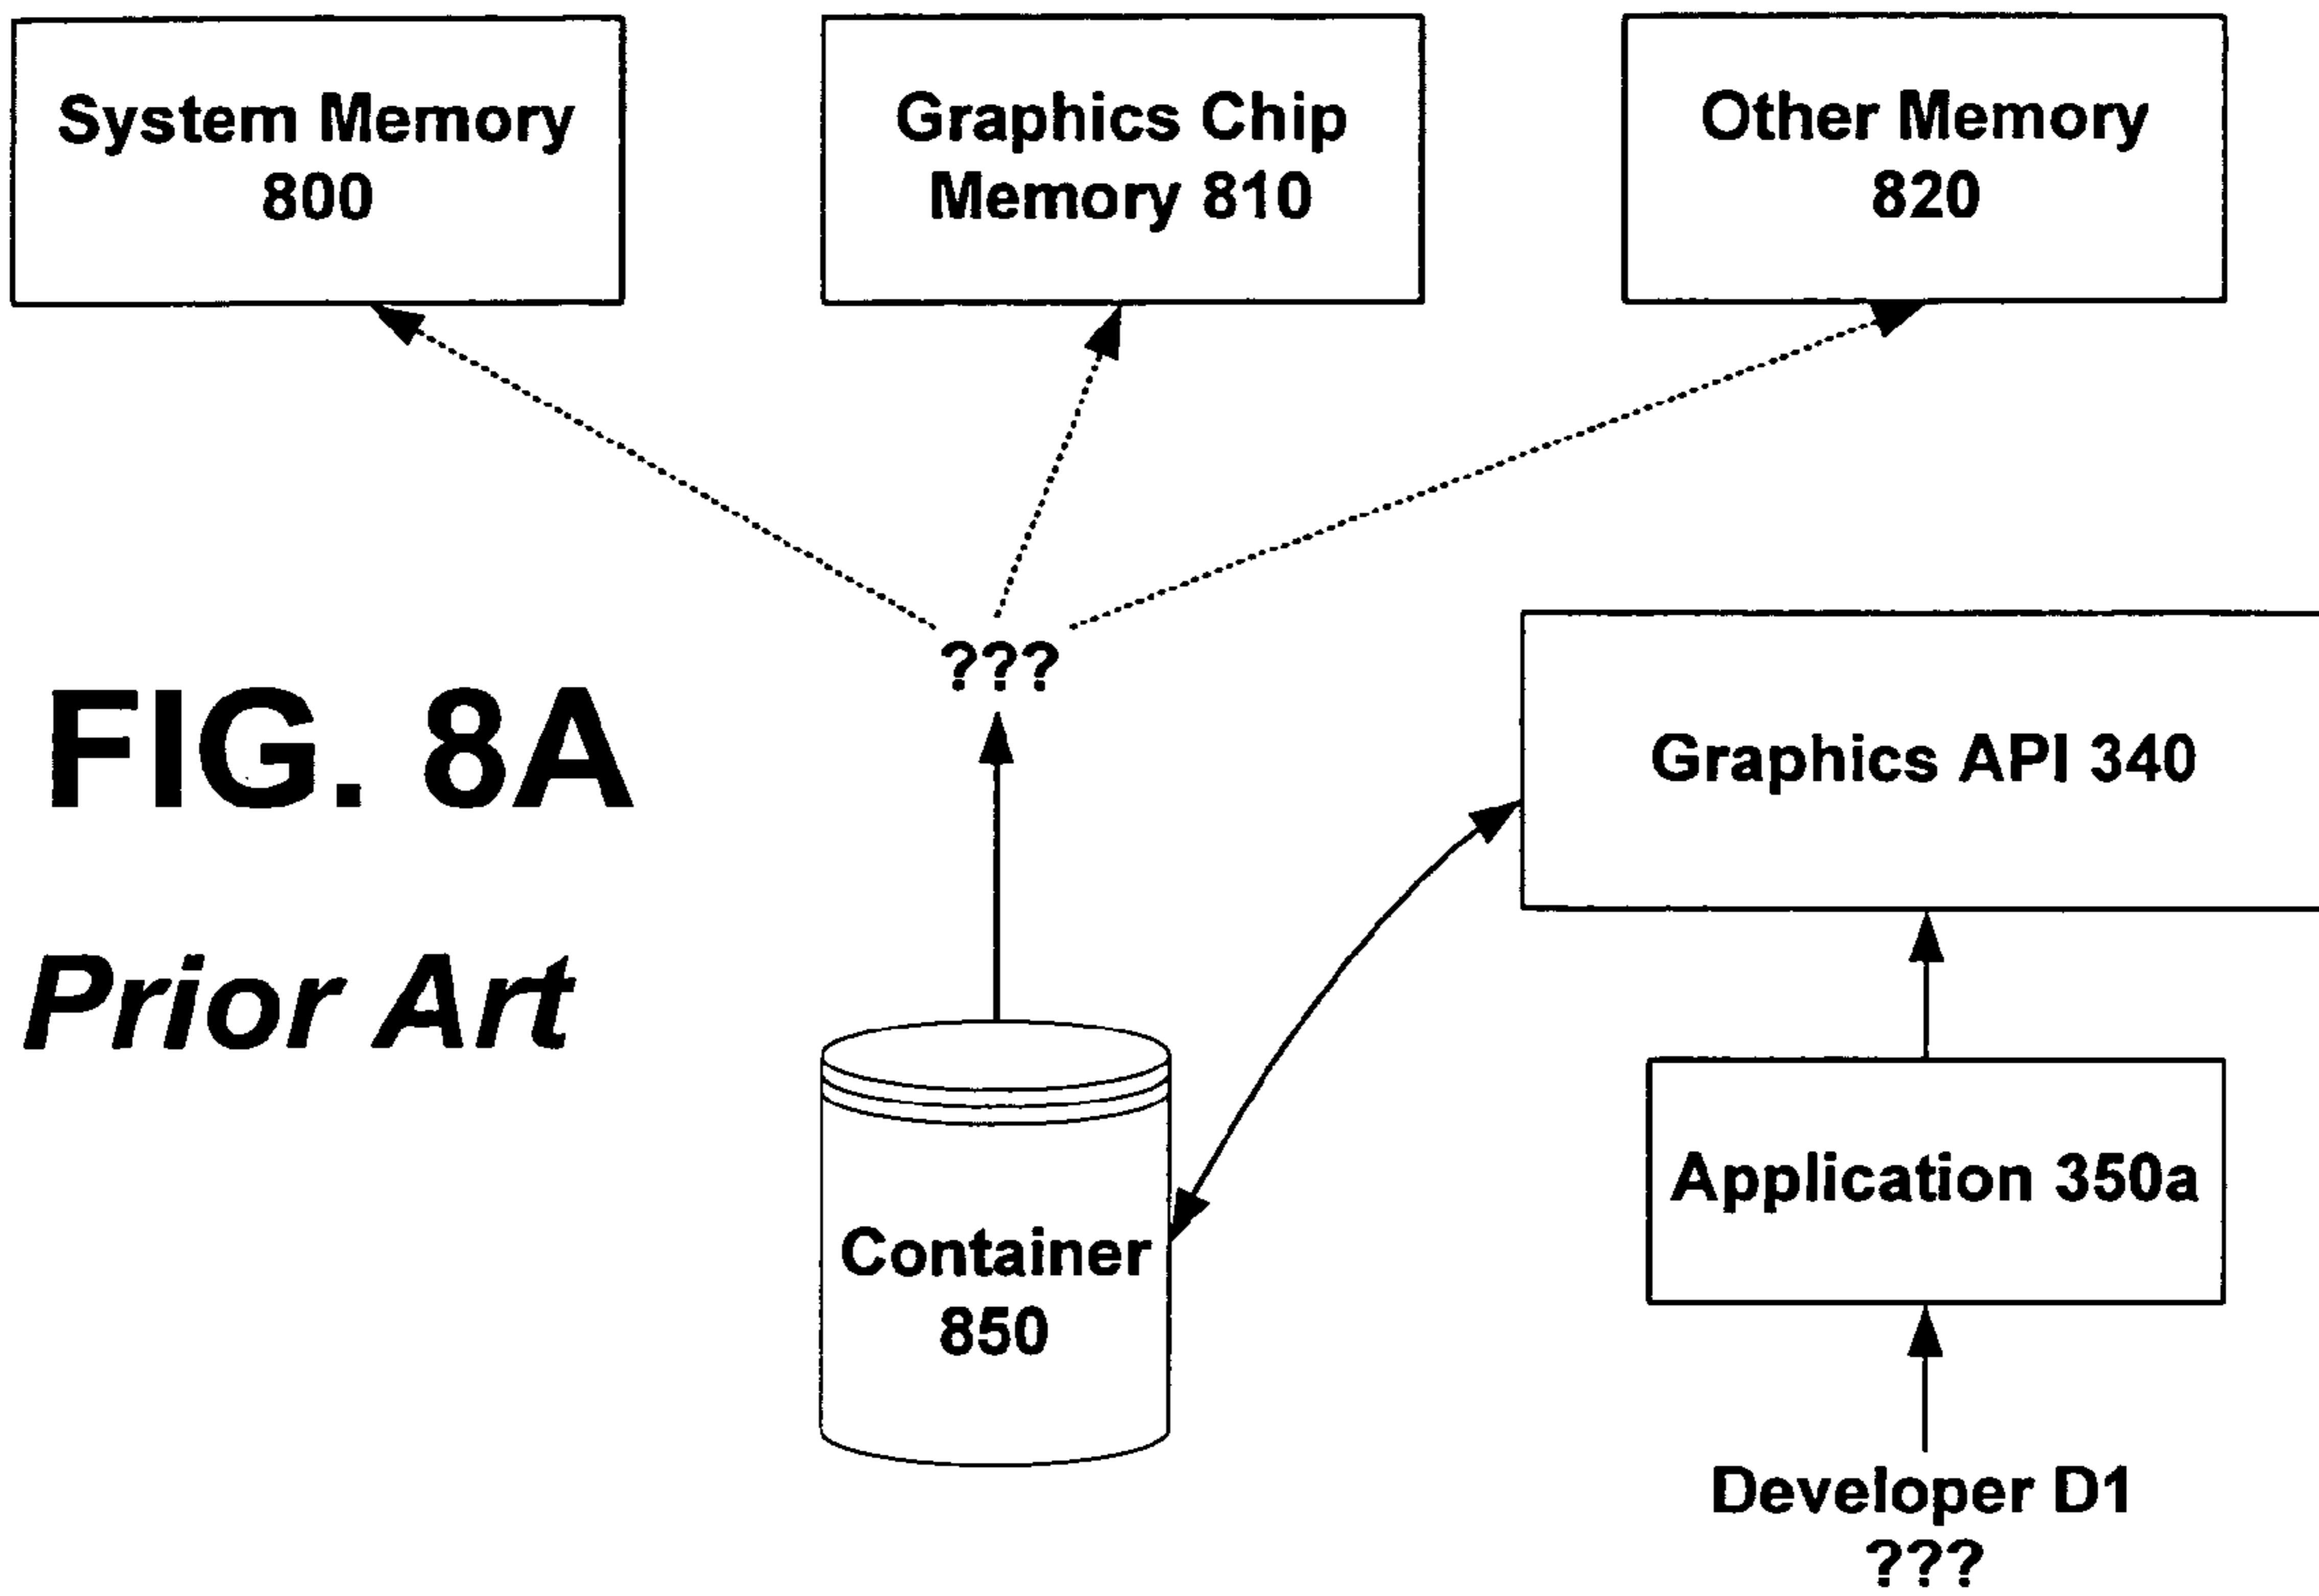 System Memory
800
Graphics Chip
Memory 810
Other Memory
820
???
FIG. 8A
Prior Art
Graphics API 340
Application 350a
Container
850
Developer D1
???